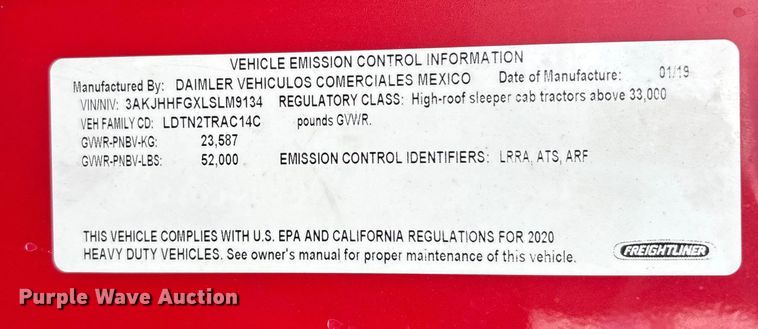 VEHICLE EMISSION CONTROL INFORMATION
Manufactured By: DAIMLER VEHICULOS COMERCIALES MEXICO Date of Manufacture: 01/19
VIN/NIV: 3AKJHHFGXLSLM9134 REGULATORY CLASS: High-roof sleeper cab tractors above 33,000
VEH FAMILY CD: LDTN2TRAC14C pounds GVWR.
GVWR-PNBV-KG: 23,587
GVWR-PNBV-LBS: 52,000 EMISSION CONTROL IDENTIFIERS: LRRA, ATS, ARF
THIS VEHICLE COMPLIES WITH U.S. EPA AND CALIFORNIA REGULATIONS FOR 2020
HEAVY DUTY VEHICLES. See owner's manual for proper maintenance of this vehicle.
FREIGHTLINER
Purple Wave Auction